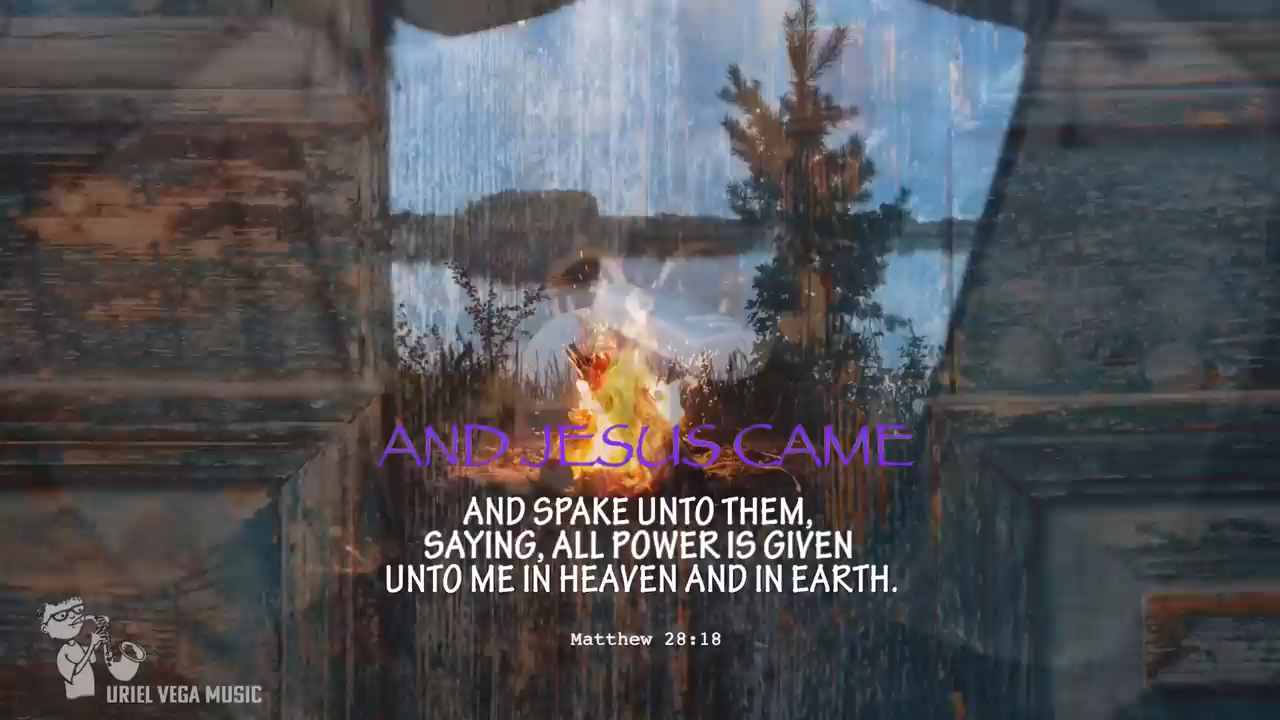 AND JESUS CAME
AND SPAKE UNTO THEM,
SAYING, ALL POWER IS GIVEN
UNTO ME IN HEAVEN AND IN EARTH.
Matthew 28:18
URIEL VEGA MUSIC